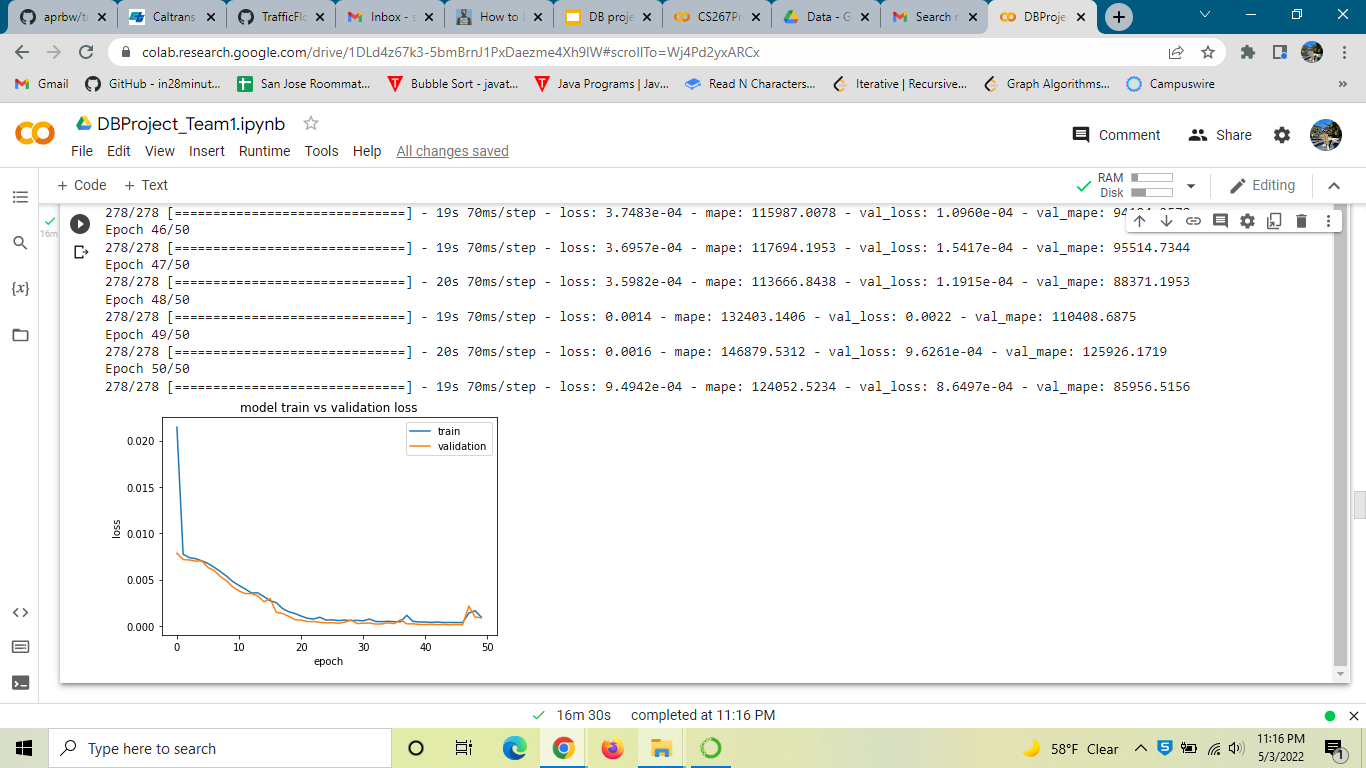 aprbw/tr
Caltrans
TrafficFlo
Inbox - s
How to
DB proje
CS267Pr
Data - G
Search r
DBProje
colab.research.google.com/drive/1DLd4z67k3-5bmBrnJ1PxDaezme4Xh9lW#scrollTo=Wj4Pd2yxARCx
Gmail
GitHub - in28minut...
San Jose Roommat...
Bubble Sort - javat...
Java Programs | Jav...
Read N Characters...
Iterative | Recursive...
Graph Algorithms...
Campuswire
»
DBProject_Team1.ipynb
File Edit View Insert Runtime Tools Help All changes saved
Comment
Share
+ Code + Text
RAM
Disk
Editing
16m
278/278 [==============================] - 19s 70ms/step - loss: 3.7483e-04 - mape: 115987.0078 - val_loss: 1.0960e-04 - val_mape:
Epoch 46/50
278/278 [==============================] - 19s 70ms/step - loss: 3.6957e-04 - mape: 117694.1953 - val_loss: 1.5417e-04 - val_mape: 95514.7344
Epoch 47/50
278/278 [==============================] - 20s 70ms/step - loss: 3.5982e-04 - mape: 113666.8438 - val_loss: 1.1915e-04 - val_mape: 88371.1953
Epoch 48/50
278/278 [==============================] - 19s 70ms/step - loss: 0.0014 - mape: 132403.1406 - val_loss: 0.0022 - val_mape: 110408.6875
Epoch 49/50
278/278 [==============================] - 20s 70ms/step - loss: 0.0016 - mape: 146879.5312 - val_loss: 9.6261e-04 - val_mape: 125926.1719
Epoch 50/50
278/278 [==============================] - 19s 70ms/step - loss: 9.4942e-04 - mape: 124052.5234 - val_loss: 8.6497e-04 - val_mape: 85956.5156
model train vs validation loss
train
validation
0.020
0.015
0.010
0.005
0.000
loss
0 10 20 30 40 50
epoch
{x}
<>
16m 30s completed at 11:16 PM
Type here to search
58°F Clear
11:16 PM
5/3/2022
1